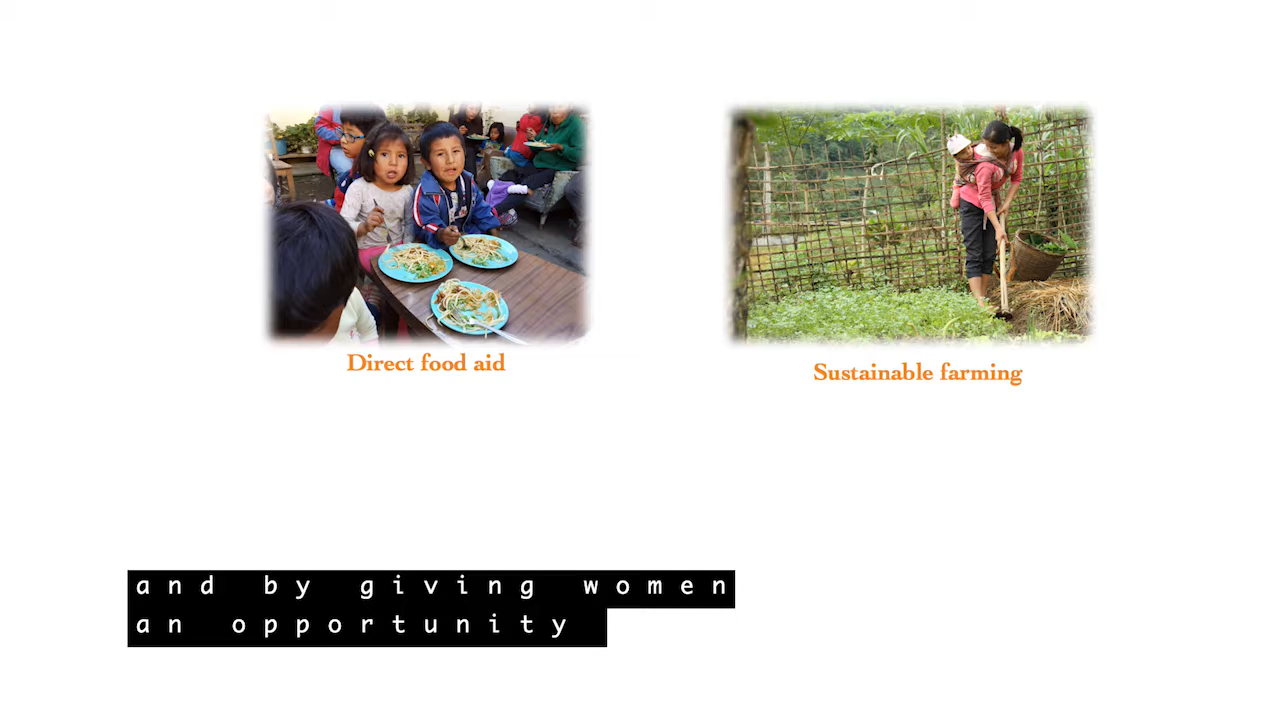 Direct food aid
Sustainable farming
and by giving women
an opportunity